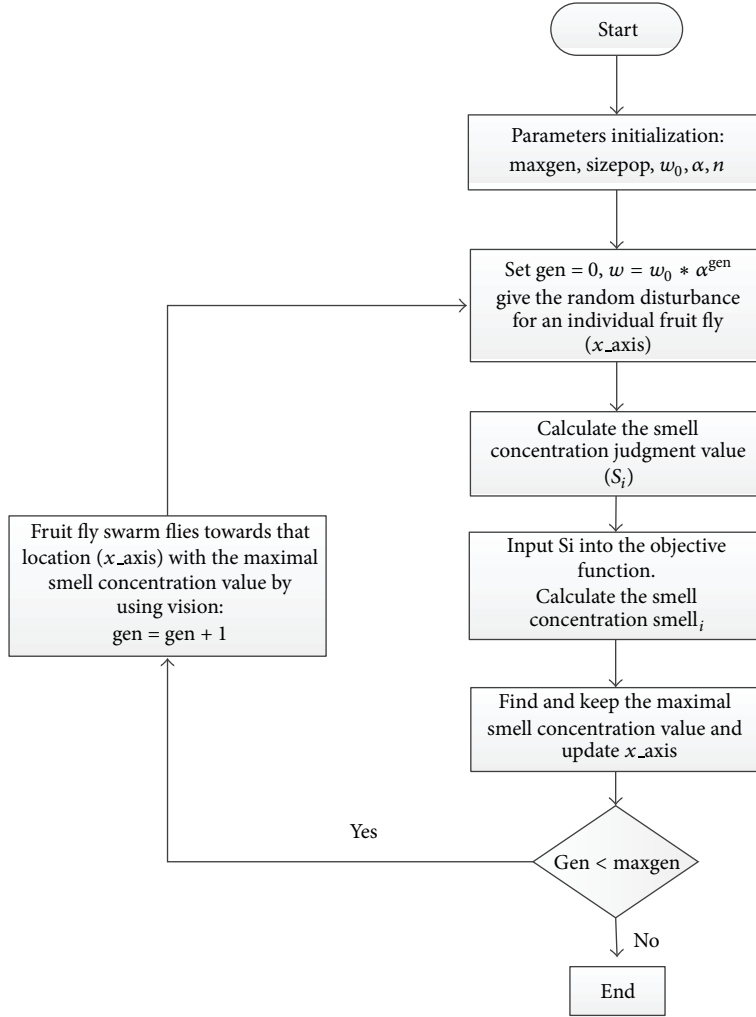 Start
Parameters initialization:
maxgen, sizepop, w₀, α, n
Set gen = 0, w = w₀ * α^gen
give the random disturbance
for an individual fruit fly
(x_axis)
Calculate the smell
concentration judgment value
(Sᵢ)
Input Si into the objective
function.
Calculate the smell
concentration smellᵢ
Find and keep the maximal
smell concentration value and
update x_axis
Gen < maxgen
Yes
Fruit fly swarm flies towards that
location (x_axis) with the maximal
smell concentration value by
using vision:
gen = gen + 1
No
End